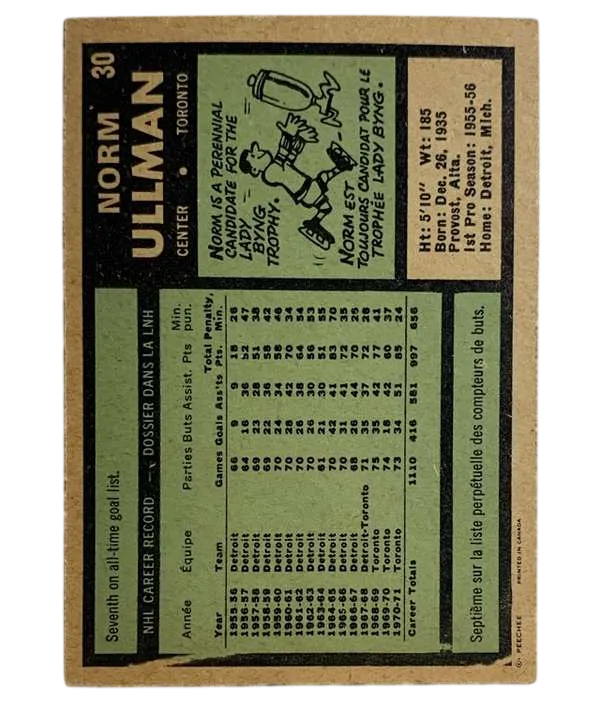 NORM 30
ULLMAN
CENTER • TORONTO
NORM IS A PERENNIAL
CANDIDATE FOR THE
LADY
BYNG
TROPHY.
NORM EST
TOUJOURS CANDIDAT POUR LE
TROPHÉE LADY BYNG.
Ht: 5'10" Wt: 185
Born: Dec. 26, 1935
Provost, Alta.
1st Pro Season: 1955-56
Home: Detroit, Mich.
Seventh on all-time goal list.
NHL CAREER RECORD — DOSSIER DANS LA LNH
Année Équipe Parties Buts Assist. Pts Min. pun.
Year Team Games Goals Ass'ts Total Pts. Penalty, Min.
1955-56 Detroit 66 9 9 18 26
1956-57 Detroit 64 16 36 52 47
1957-58 Detroit 69 23 28 51 38
1958-59 Detroit 69 22 36 58 42
1959-60 Detroit 70 24 34 58 46
1960-61 Detroit 70 28 42 70 34
1961-62 Detroit 70 26 38 64 54
1962-63 Detroit 70 26 30 56 53
1963-64 Detroit 61 21 30 51 55
1964-65 Detroit 70 42 41 83 70
1965-66 Detroit 70 31 41 72 35
1966-67 Detroit 68 26 44 70 25
1967-68 Detroit-Toronto 71 35 37 72 28
1968-69 Toronto 75 35 42 77 41
1969-70 Toronto 74 18 42 60 37
1970-71 Toronto 73 34 51 85 24
Career Totals 1110 416 581 997 656
Septième sur la liste perpétuelle des compteurs de buts.
© O-PEECHEE PRINTED IN CANADA